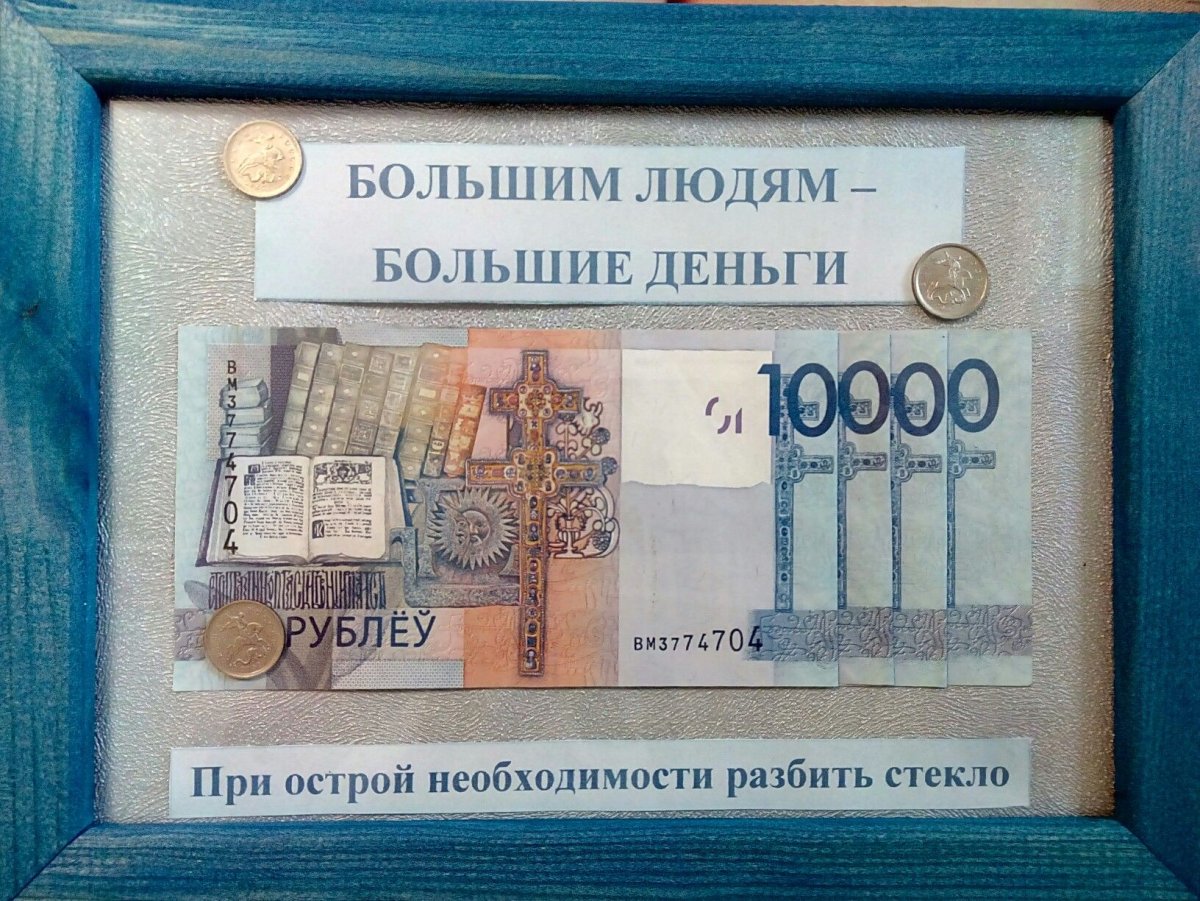 БОЛЬШИМ ЛЮДЯМ –
БОЛЬШИЕ ДЕНЬГИ
10000
ВМ3774704
РУБЛЁЎ
ВМ3774704
При острой необходимости разбить стекло